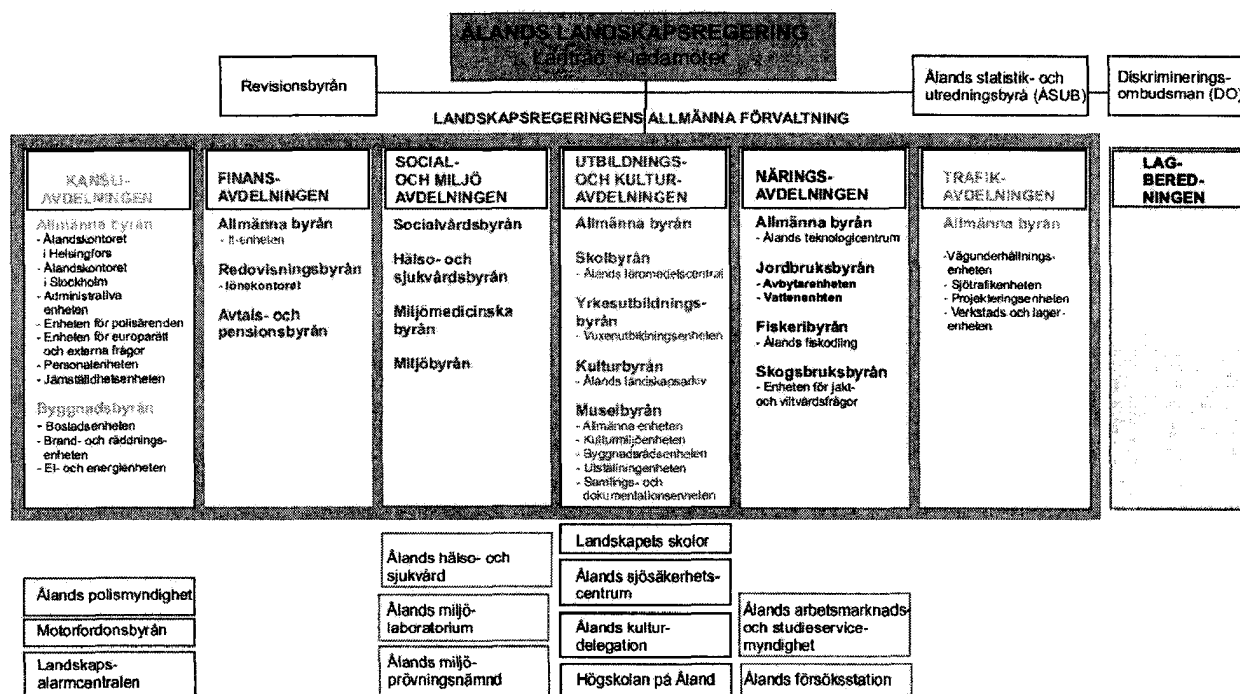 ÅLANDS LANDSKAPSREGERING
Lantråd + ledamöter
Revisionsbyrån
Ålands statistik- och
utredningsbyrå (ÅSUB)
Diskriminerings-
ombudsman (DO)
LANDSKAPSREGERINGENS ALLMÄNNA FÖRVALTNING
KANSLI-
AVDELNINGEN
Allmänna byrån
- Ålandskontoret
i Helsingfors
- Ålandskontoret
i Stockholm
- Administrativa
enheten
- Enheten för polisärenden
- Enheten för europarätt
och externa frågor
- Personalenheten
- Jämställdhetsenheten
Byggnadsbyrån
- Bostadsenheten
- Brand- och räddnings-
enheten
- El- och energienheten
FINANS-
AVDELNINGEN
Allmänna byrån
- It-enheten
Redovisningsbyrån
- lönekontoret
Avtals- och
pensionsbyrån
SOCIAL-
OCH MILJÖ
AVDELNINGEN
Socialvårdsbyrån
Hälso- och
sjukvårdsbyrån
Miljömedicinska
byrån
Miljöbyrån
UTBILDNINGS
OCH KULTUR-
AVDELNINGEN
Allmänna byrån
Skolbyrån
- Ålands läromedelscentral
Yrkesutbildnings-
byrån
- Vuxenutbildningsenheten
Kulturbyrån
- Ålands landskapsarkiv
Museibyrån
- Allmänna enheten
- Kulturmiljöenheten
- Byggnadsrådsenheten
- Utställningenheten
- Samlings- och
dokumentationsenheten
NÄRINGS-
AVDELNINGEN
Allmänna byrån
- Ålands teknologicentrum
Jordbruksbyrån
- Avbytarenheten
- Vattenenhten
Fiskeribyrån
- Ålands fiskodling
Skogsbruksbyrån
- Enheten för jakt-
och viltvårdsfrågor
TRAFIK-
AVDELNINGEN
Allmänna byrån
-Vägunderhållnings-
enheten
- Sjötrafikenheten
- Projekteringsenheten
- Verkstads och lager-
enheten
LAG-
BERED-
NINGEN
Ålands polismyndighet
Motorfordonsbyrån
Landskaps-
alarmcentralen
Ålands hälso- och
sjukvård
Ålands miljö-
laboratorium
Ålands miljö-
prövningsnämnd
Landskapets skolor
Ålands sjösäkerhets-
centrum
Ålands kultur-
delegation
Högskolan på Åland
Ålands arbetsmarknads-
och studieservice-
myndighet
Ålands försöksstation